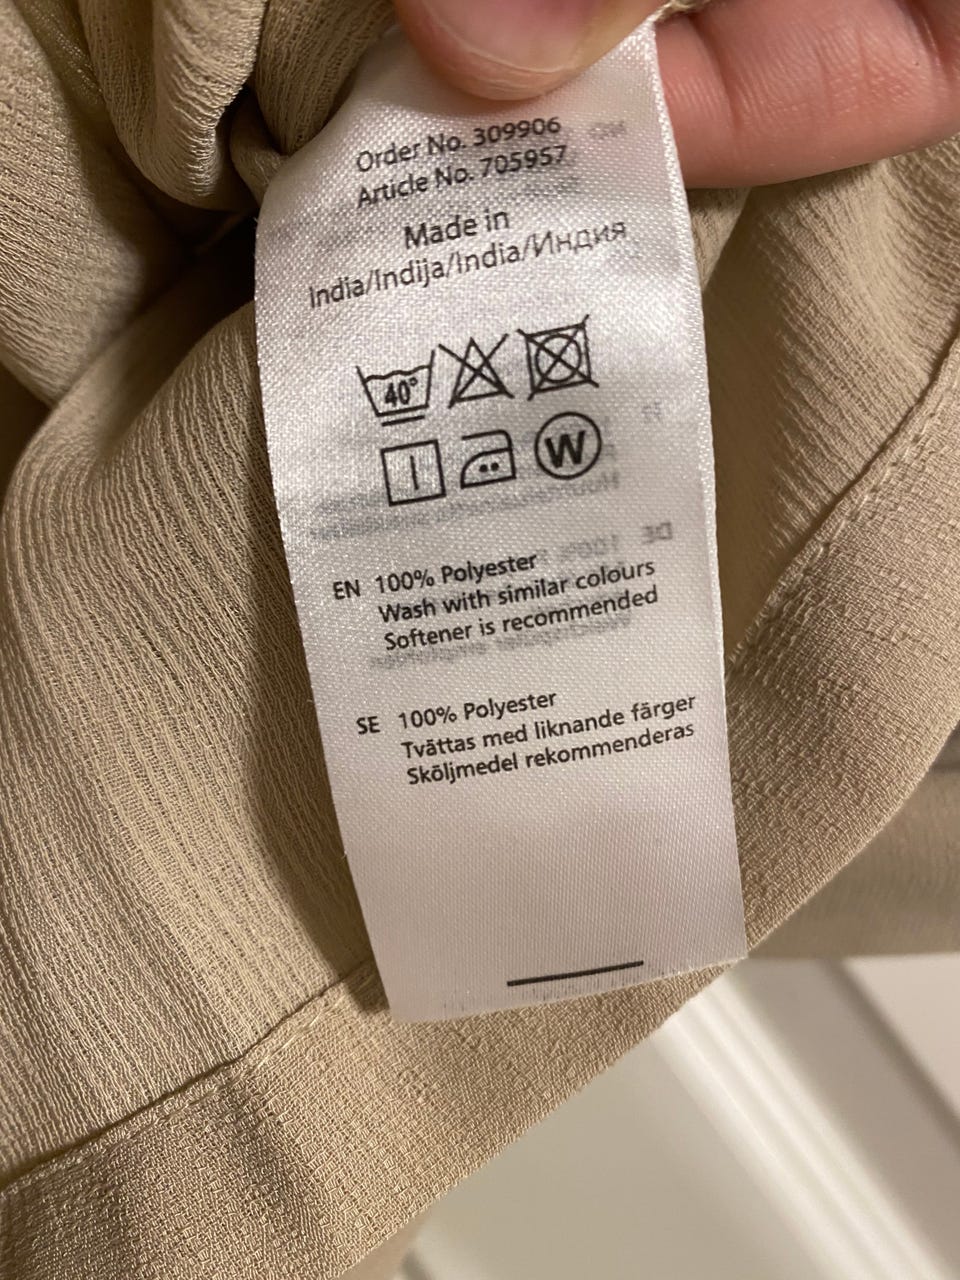 Order No. 309906
Article No. 705957
Made in
India/Indija/India/Индия
40°
W
EN 100% Polyester
Wash with similar colours
Softener is recommended
SE 100% Polyester
Tvättas med liknande färger
Sköljmedel rekommenderas